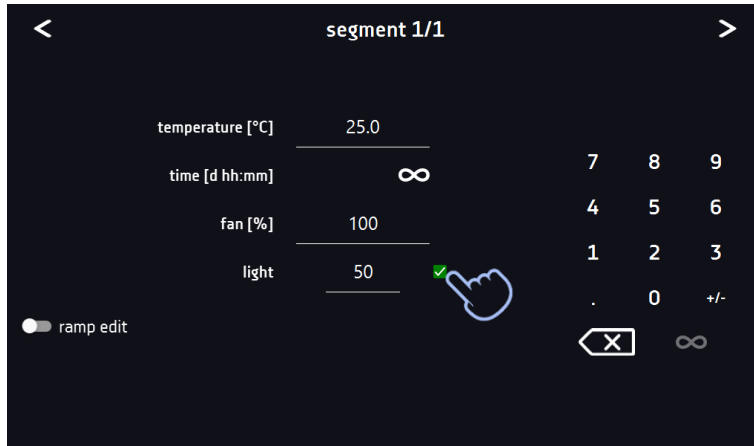 segment 1/1
temperature [°C] 25.0
time [d hh:mm] ∞
fan [%] 100
light 50
ramp edit
7 8 9
4 5 6
1 2 3
. 0 +/-
∞